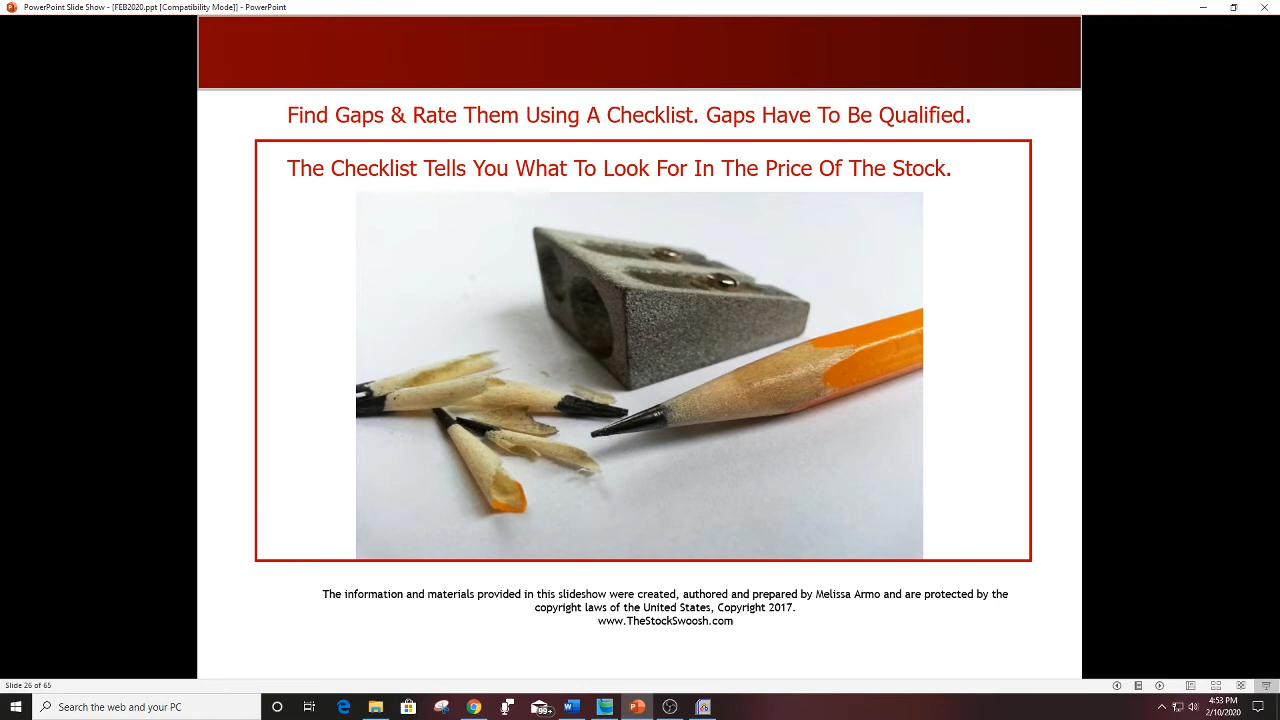 PowerPoint Slide Show - [FEB2020.ppt [Compatibility Mode]] - PowerPoint
Find Gaps & Rate Them Using A Checklist. Gaps Have To Be Qualified.
The Checklist Tells You What To Look For In The Price Of The Stock.
The information and materials provided in this slideshow were created, authored and prepared by Melissa Armo and are protected by the
copyright laws of the United States, Copyright 2017.
www.TheStockSwoosh.com
Slide 26 of 65
Search the web and your PC
99+
4:53 PM
2/10/2020